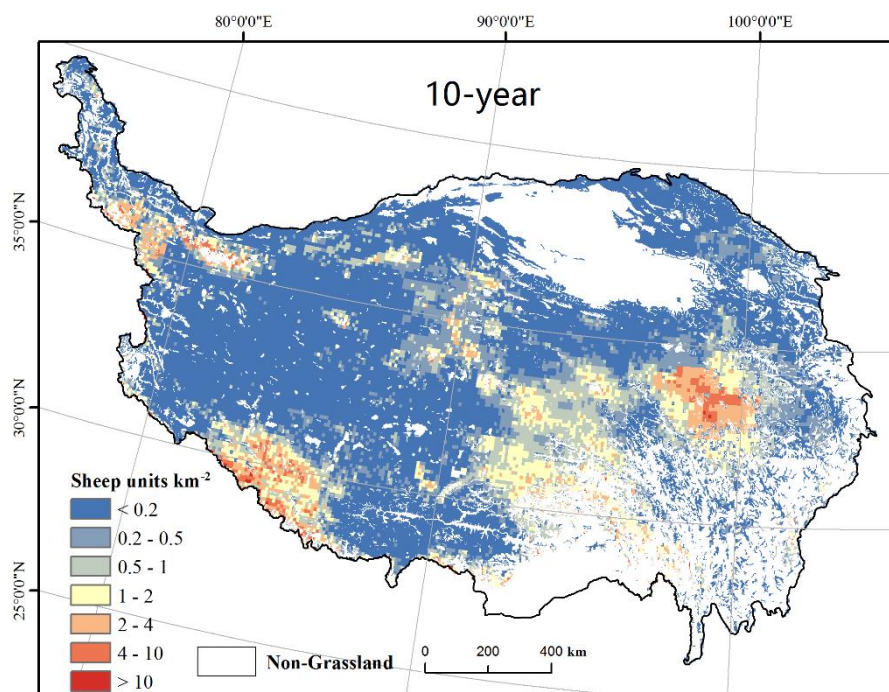 80°0'0"E 90°0'0"E 100°0'0"E
10-year
35°0'0"N
30°0'0"N
25°0'0"N
Sheep units km⁻²
< 0.2
0.2 - 0.5
0.5 - 1
1 - 2
2 - 4
4 - 10
> 10
Non-Grassland
0 200 400 km